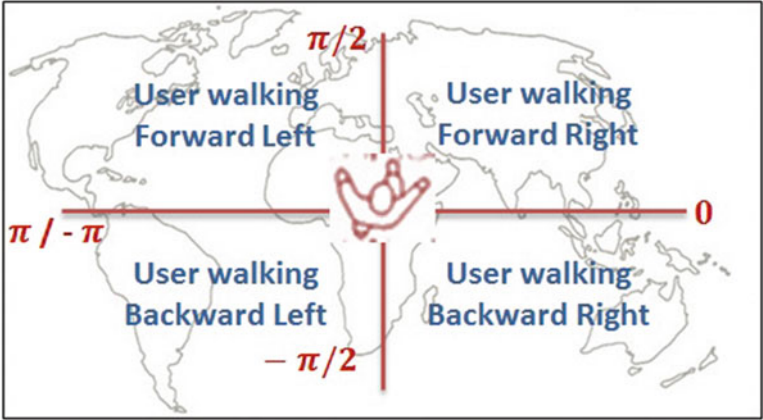 π/2
User walking
Forward Left
User walking
Forward Right
π / - π
0
User walking
Backward Left
User walking
Backward Right
− π/2